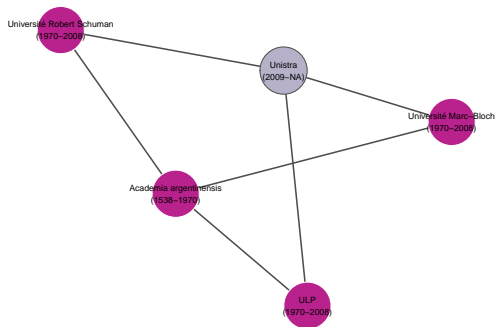 Université Robert Schuman
(1970–2008)
Unistra
(2009–NA)
Université Marc–Bloch
(1970–2008)
Academia argentinensis
(1538–1970)
ULP
(1970–2008)